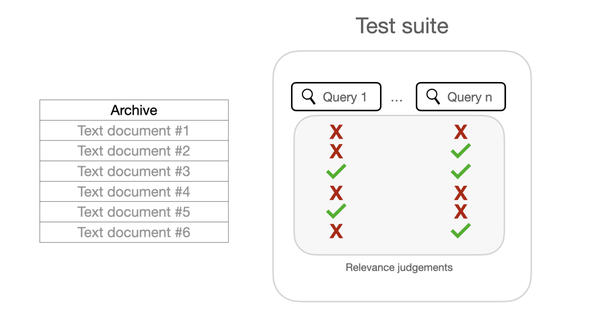 Test suite
Archive
Text document #1
Text document #2
Text document #3
Text document #4
Text document #5
Text document #6
Query 1 ... Query n
X X
X ✓
✓ ✓
X X
✓ X
X ✓
Relevance judgements